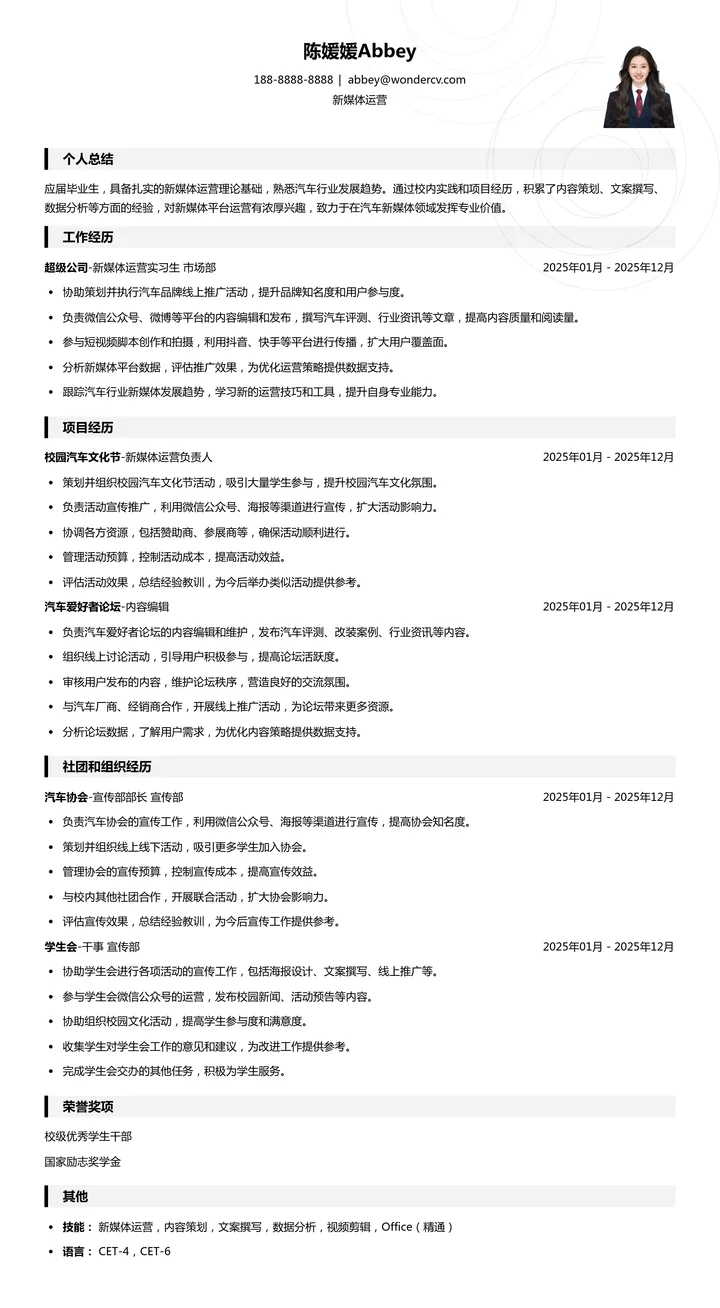 陈媛媛Abbey
188-8888-8888 | abbey@wondercv.com
新媒体运营
个人总结
应届毕业生，具备扎实的新媒体运营理论基础，熟悉汽车行业发展趋势。通过校内实践和项目经历，积累了内容策划、文案撰写、
数据分析等方面的经验，对新媒体平台运营有浓厚兴趣，致力于在汽车新媒体领域发挥专业价值。
工作经历
超级公司-新媒体运营实习生 市场部 2025年01月 - 2025年12月
• 协助策划并执行汽车品牌线上推广活动，提升品牌知名度和用户参与度。
• 负责微信公众号、微博等平台的内容编辑和发布，撰写汽车评测、行业资讯等文章，提高内容质量和阅读量。
• 参与短视频脚本创作和拍摄，利用抖音、快手等平台进行传播，扩大用户覆盖面。
• 分析新媒体平台数据，评估推广效果，为优化运营策略提供数据支持。
• 跟踪汽车行业新媒体发展趋势，学习新的运营技巧和工具，提升自身专业能力。
项目经历
校园汽车文化节-新媒体运营负责人 2025年01月 - 2025年12月
• 策划并组织校园汽车文化节活动，吸引大量学生参与，提升校园汽车文化氛围。
• 负责活动宣传推广，利用微信公众号、海报等渠道进行宣传，扩大活动影响力。
• 协调各方资源，包括赞助商、参展商等，确保活动顺利进行。
• 管理活动预算，控制活动成本，提高活动效益。
• 评估活动效果，总结经验教训，为今后举办类似活动提供参考。
汽车爱好者论坛-内容编辑 2025年01月 - 2025年12月
• 负责汽车爱好者论坛的内容编辑和维护，发布汽车评测、改装案例、行业资讯等内容。
• 组织线上讨论活动，引导用户积极参与，提高论坛活跃度。
• 审核用户发布的内容，维护论坛秩序，营造良好的交流氛围。
• 与汽车厂商、经销商合作，开展线上推广活动，为论坛带来更多资源。
• 分析论坛数据，了解用户需求，为优化内容策略提供数据支持。
社团和组织经历
汽车协会-宣传部部长 宣传部 2025年01月 - 2025年12月
• 负责汽车协会的宣传工作，利用微信公众号、海报等渠道进行宣传，提高协会知名度。
• 策划并组织线上线下活动，吸引更多学生加入协会。
• 管理协会的宣传预算，控制宣传成本，提高宣传效益。
• 与校内其他社团合作，开展联合活动，扩大协会影响力。
• 评估宣传效果，总结经验教训，为今后宣传工作提供参考。
学生会-干事 宣传部 2025年01月 - 2025年12月
• 协助学生会进行各项活动的宣传工作，包括海报设计、文案撰写、线上推广等。
• 参与学生会微信公众号的运营，发布校园新闻、活动预告等内容。
• 协助组织校园文化活动，提高学生参与度和满意度。
• 收集学生对学生会工作的意见和建议，为改进工作提供参考。
• 完成学生会交办的其他任务，积极为学生服务。
荣誉奖项
校级优秀学生干部
国家励志奖学金
其他
• 技能： 新媒体运营，内容策划，文案撰写，数据分析，视频剪辑，Office（精通）
• 语言： CET-4，CET-6